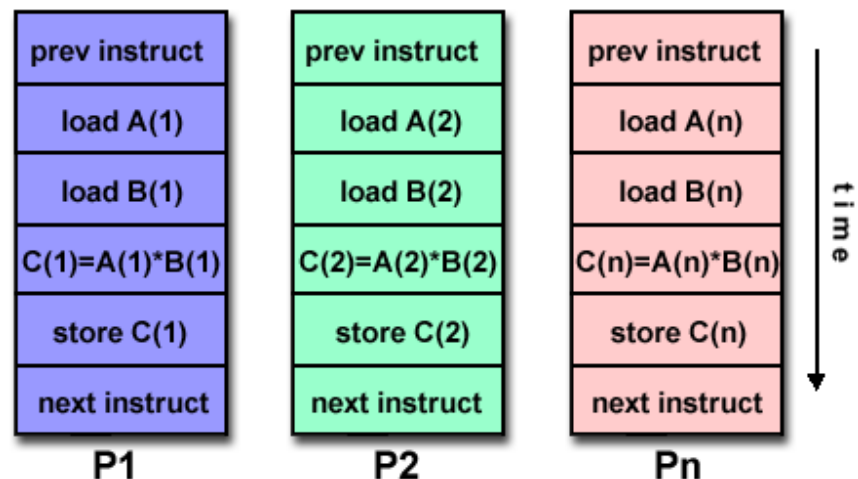 prev instruct
load A(1)
load B(1)
C(1)=A(1)*B(1)
store C(1)
next instruct
P1
prev instruct
load A(2)
load B(2)
C(2)=A(2)*B(2)
store C(2)
next instruct
P2
prev instruct
load A(n)
load B(n)
C(n)=A(n)*B(n)
store C(n)
next instruct
Pn
time